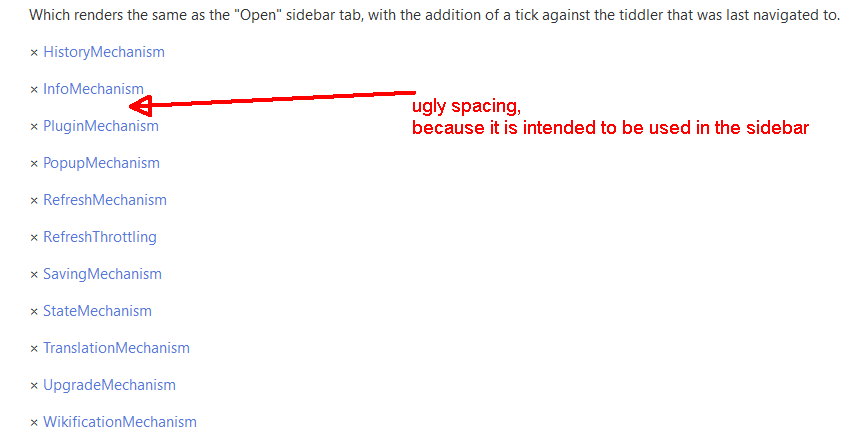 Which renders the same as the "Open" sidebar tab, with the addition of a tick against the tiddler that was last navigated to.
× HistoryMechanism
× InfoMechanism
ugly spacing,
because it is intended to be used in the sidebar
× PluginMechanism
× PopupMechanism
× RefreshMechanism
× RefreshThrottling
× SavingMechanism
× StateMechanism
× TranslationMechanism
× UpgradeMechanism
× WikificationMechanism